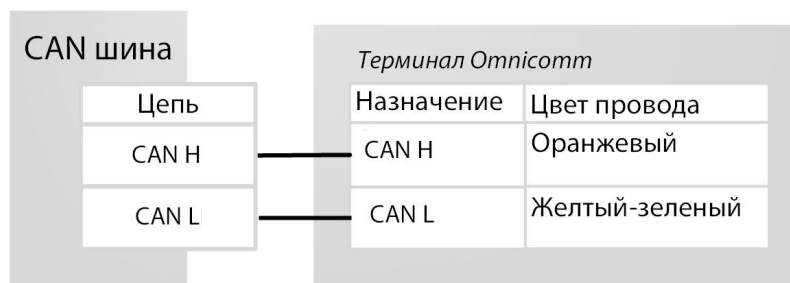 CAN шина
Терминал Omnicomm
Цепь
Назначение
Цвет провода
CAN H
CAN H
Оранжевый
CAN L
CAN L
Желтый-зеленый